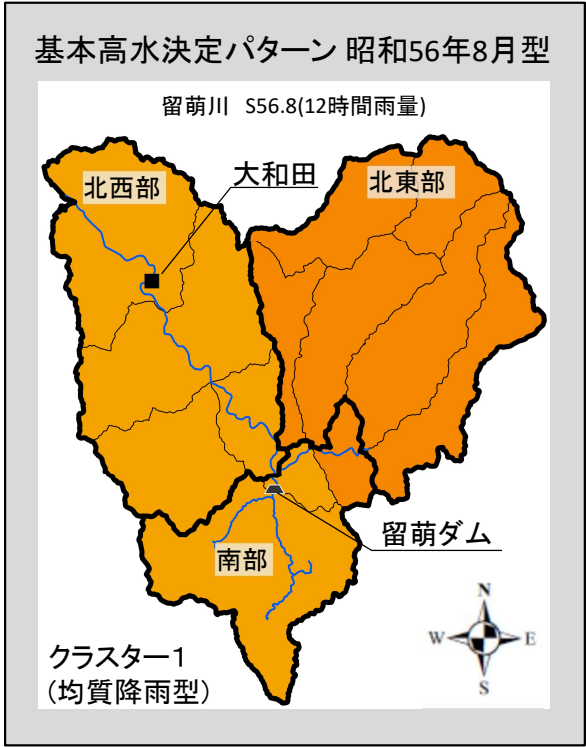 基本高水決定パターン 昭和56年8月型
留萌川 S56.8(12時間雨量)
北西部
大和田
北東部
留萌ダム
南部
N
W
E
S
クラスター1
(均質降雨型)